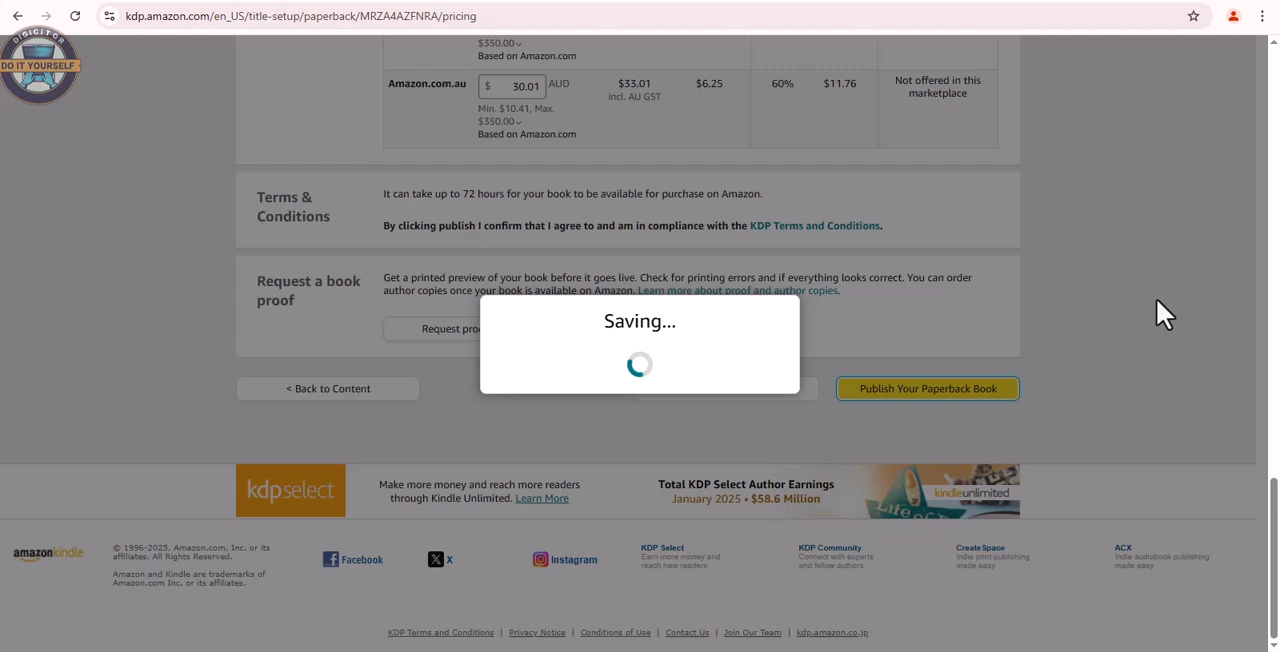 kdp.amazon.com/en_US/title-setup/paperback/MRZA4AZFNRA/pricing
DIGICITOR
DO IT YOURSELF
$350.00
Based on Amazon.com
Amazon.com.au
$ 30.01 AUD
$33.01
incl. AU GST
$6.25
60%
$11.76
Not offered in this
marketplace
Min. $10.41, Max.
$350.00
Based on Amazon.com
Terms &
Conditions
It can take up to 72 hours for your book to be available for purchase on Amazon.
By clicking publish I confirm that I agree to and am in compliance with the KDP Terms and Conditions.
Request a book
proof
Get a printed preview of your book before it goes live. Check for printing errors and if everything looks correct. You can order
author copies once your book is available on Amazon. Learn more about proof and author copies.
Saving...
Request
< Back to Content
Publish Your Paperback Book
kdpselect
Make more money and reach more readers
through Kindle Unlimited. Learn More
Total KDP Select Author Earnings
January 2025 • $58.6 Million
kindleunlimited
Life of
amazonkindle
© 1996-2025, Amazon.com, Inc. or its
affiliates. All Rights Reserved.
Amazon and Kindle are trademarks of
Amazon.com Inc. or its affiliates.
Facebook
X
Instagram
KDP Select
Earn more money and
reach new readers
KDP Community
Connect with experts
and fellow authors
CreateSpace
Indie print publishing
made easy
ACX
Indie audiobook publishing
made easy
KDP Terms and Conditions | Privacy Notice | Conditions of Use | Contact Us | Join Our Team | kdp.amazon.co.jp